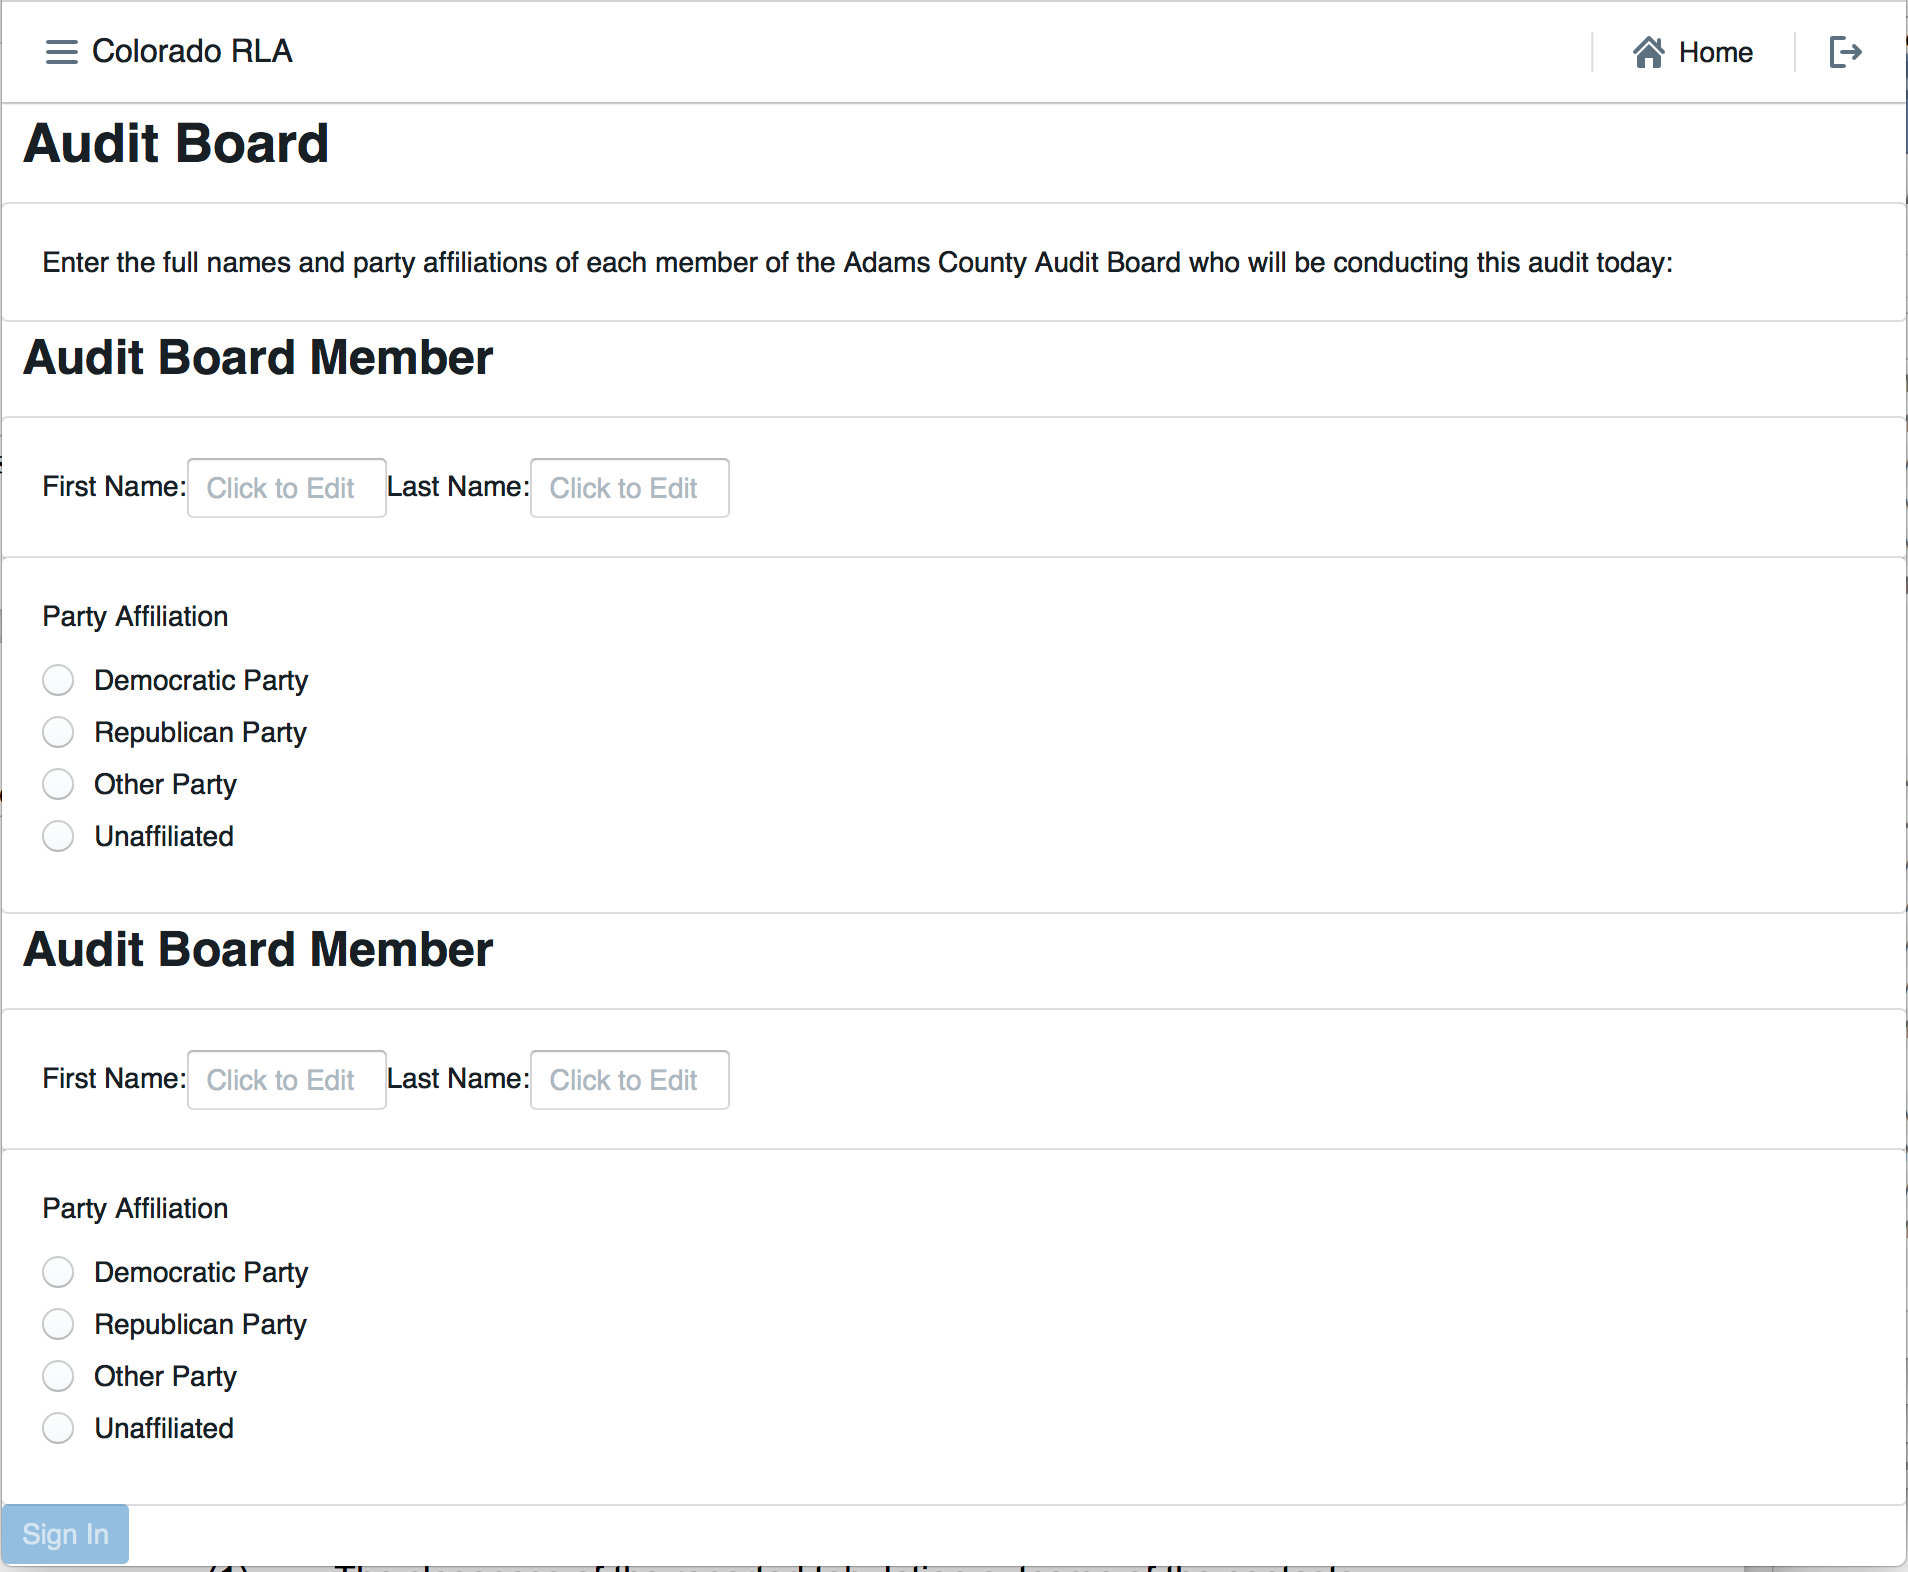 Colorado RLA
Home
Audit Board
Enter the full names and party affiliations of each member of the Adams County Audit Board who will be conducting this audit today:
Audit Board Member
First Name: Click to Edit Last Name: Click to Edit
Party Affiliation
Democratic Party
Republican Party
Other Party
Unaffiliated
Audit Board Member
First Name: Click to Edit Last Name: Click to Edit
Party Affiliation
Democratic Party
Republican Party
Other Party
Unaffiliated
Sign In